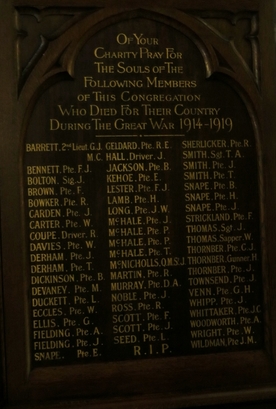 OF YOUR
CHARITY PRAY FOR
THE SOULS OF THE
FOLLOWING MEMBERS
OF THIS CONGREGATION
WHO DIED FOR THEIR COUNTRY
DURING THE GREAT WAR 1914-1919
BARRETT. 2nd Lieut. G.J.
M.C.
BENNETT. Pte. F.J.
BOLTON. Sig. J.
BROWN. Pte. F.
BOWKER. Pte. R.
CARDEN. Pte. J.
CARTER. Pte. W.
COUPE. Driver. R
DAVIES. Pte. W.
DERHAM. Pte. J.
DERHAM. Pte. T.
DICKINSON. Pte. B.
DEVANEY. Pte. M.
DUCKETT. Pte. L.
ECCLES. Pte. W.
ELLIS. Pte. G.
FIELDING. Pte. A.
FIELDING. Pte. J.
SNAPE. Pte. E.
GELDARD. Pte. R.E.
HALL. Driver. J.
JACKSON. Pte. B.
KEHOE. Pte. E.
LESTER. Pte. F.J.
LAMB. Pte. H.
LONG. Pte. J.W.
McHALE. Pte. J.
McHALE. Pte. P.
McHALE. Pte. P.
McHALE. Pte. T.
McNICHOLS. Q.M.S. J.
MARTIN. Pte. R.
MURRAY. Pte. D.A.
NOBLE. Pte. J.
ROSS. Pte. R.
SCOTT. Pte. F.
SCOTT. Pte. J.
SEED. Pte. L.
R.I.P.
SHERLICKER. Pte. R.
SMITH. Sgt. T.A.
SMITH. Pte. J.
SMITH. Pte. T.
SNAPE. Pte. B.
SNAPE. Pte. H.
SNAPE. Pte. J.
STRICKLAND. Pte. F.
THOMAS. Sgt. J.
THOMAS. Supper. W.
THORNBER. Pte. G.J.
THORNBER. Gunner. H
THORNBER. Pte. J.
TOWNSEND. Pte. J.
VENN. Pte. G.H.
WHIPP. Pte. J.
WHITTAKER. Pte. J.C.
WOODWORTH. Pte. A.
WRIGHT. Pte. W.
WILDMAN. Pte. J.M.